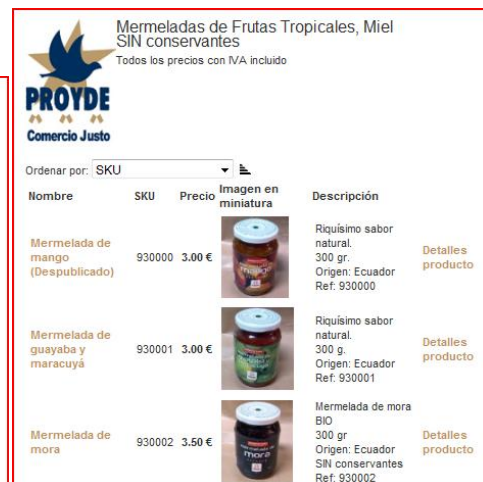 Mermeladas de Frutas Tropicales, Miel
SIN conservantes
Todos los precios con IVA incluido
PROYDE
Comercio Justo
Ordenar por: SKU
Nombre SKU Precio Imagen en miniatura Descripción
Mermelada de mango (Despublicado) 930000 3.00 €
Riquísimo sabor
natural.
300 gr.
Origen: Ecuador
Ref: 930000
Detalles
producto
Mermelada de
guayaba y
maracuyá
930001 3.00 €
Riquísimo sabor
natural.
300 g.
Origen: Ecuador
Ref: 930001
Detalles
producto
Mermelada de
mora
930002 3.50 €
mora
Mermelada de mora
BIO
300 gr
Origen: Ecuador
SIN conservantes
Ref: 930002
Detalles
producto